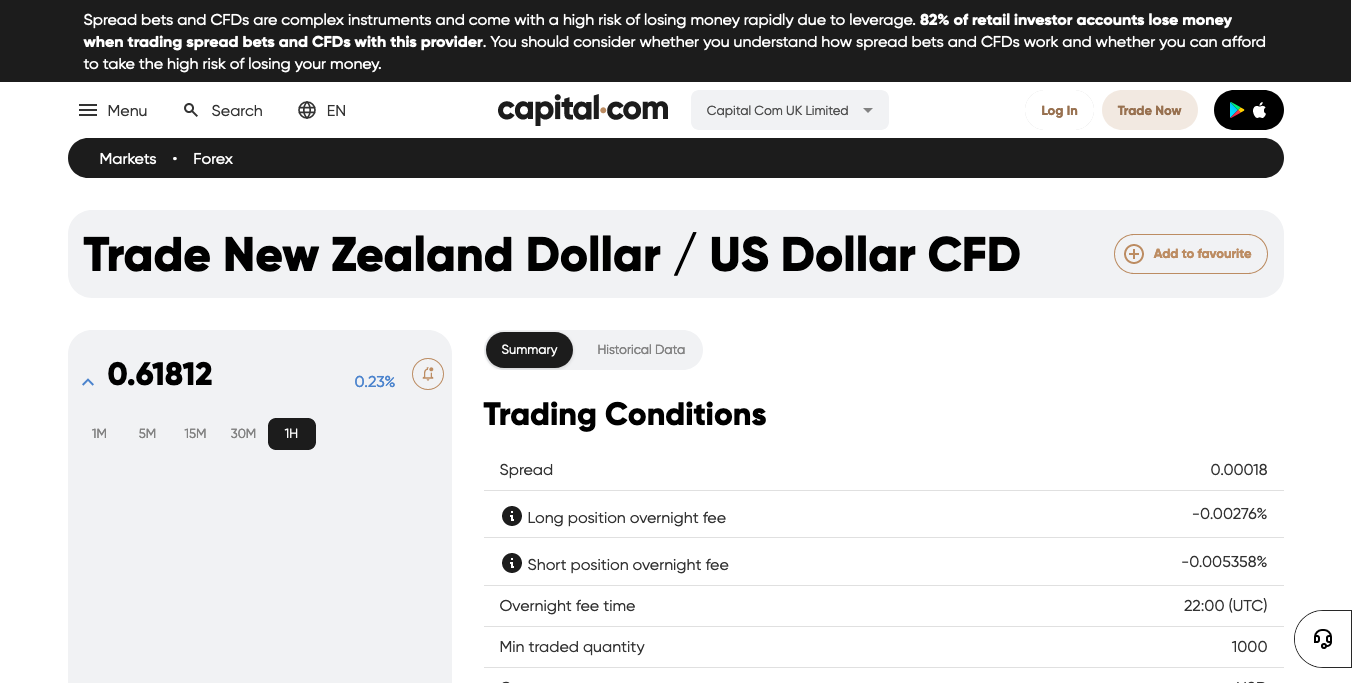 Spread bets and CFDs are complex instruments and come with a high risk of losing money rapidly due to leverage. 82% of retail investor accounts lose money
when trading spread bets and CFDs with this provider. You should consider whether you understand how spread bets and CFDs work and whether you can afford
to take the high risk of losing your money.
Menu Search EN capital.com Capital Com UK Limited Log In Trade Now
Markets • Forex
Trade New Zealand Dollar / US Dollar CFD Add to favourite
0.61812 0.23%
1M 5M 15M 30M 1H
Summary Historical Data
Trading Conditions
Spread 0.00018
Long position overnight fee -0.00276%
Short position overnight fee -0.005358%
Overnight fee time 22:00 (UTC)
Min traded quantity 1000